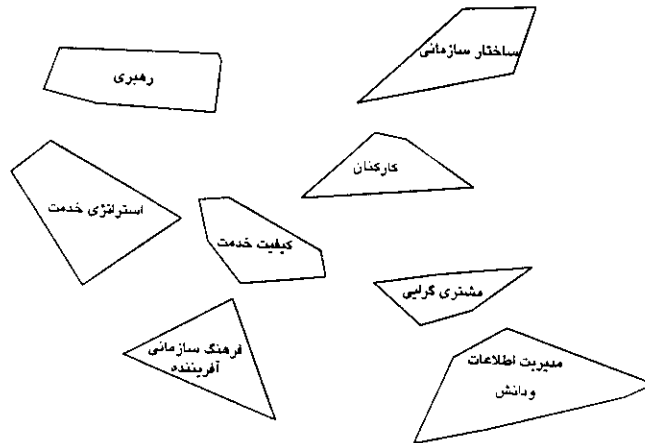 ساختار سازمانی
رهبری
کارکنان
استراتژی خدمت
کیفیت خدمت
مشتری گرایی
فرهنگ سازمانی
آفریننده
مدیریت اطلاعات
ودانش